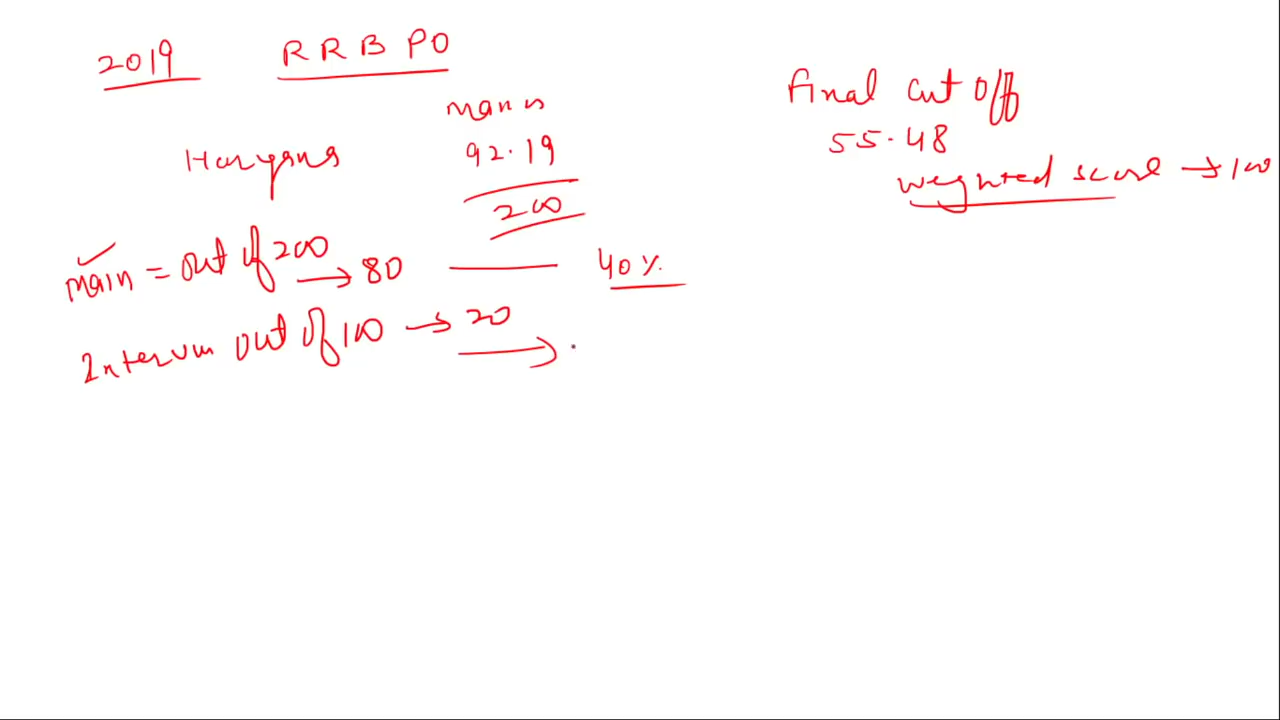 2019 RRB PO
mains
Haryana 92.19
200
main = out of 200 → 80 — 40%
Interview out of 100 → 20
Final cut off
55.48
weighted score → 100